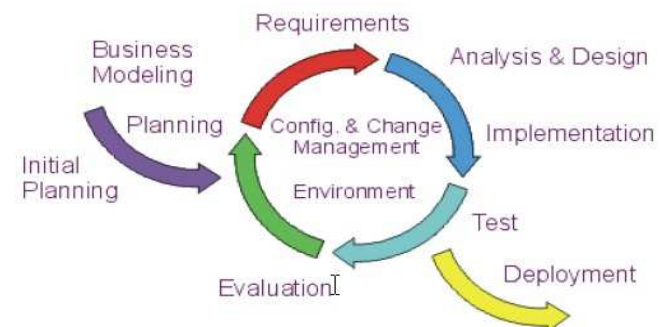 Requirements
Business
Modeling
Analysis & Design
Planning
Config. & Change
Management
Implementation
Initial
Planning
Environment
Test
Deployment
Evaluation